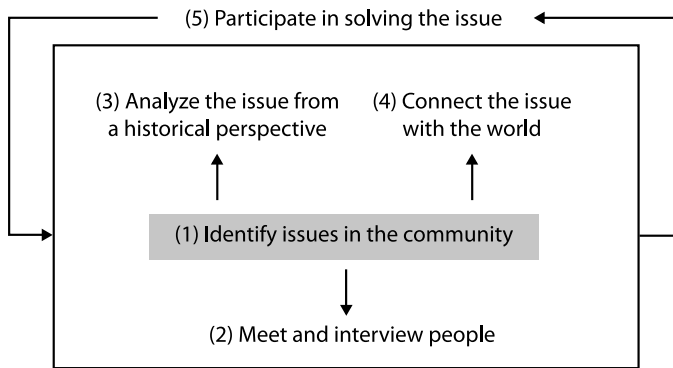 (5) Participate in solving the issue
(3) Analyze the issue from
a historical perspective
(4) Connect the issue
with the world
(1) Identify issues in the community
(2) Meet and interview people